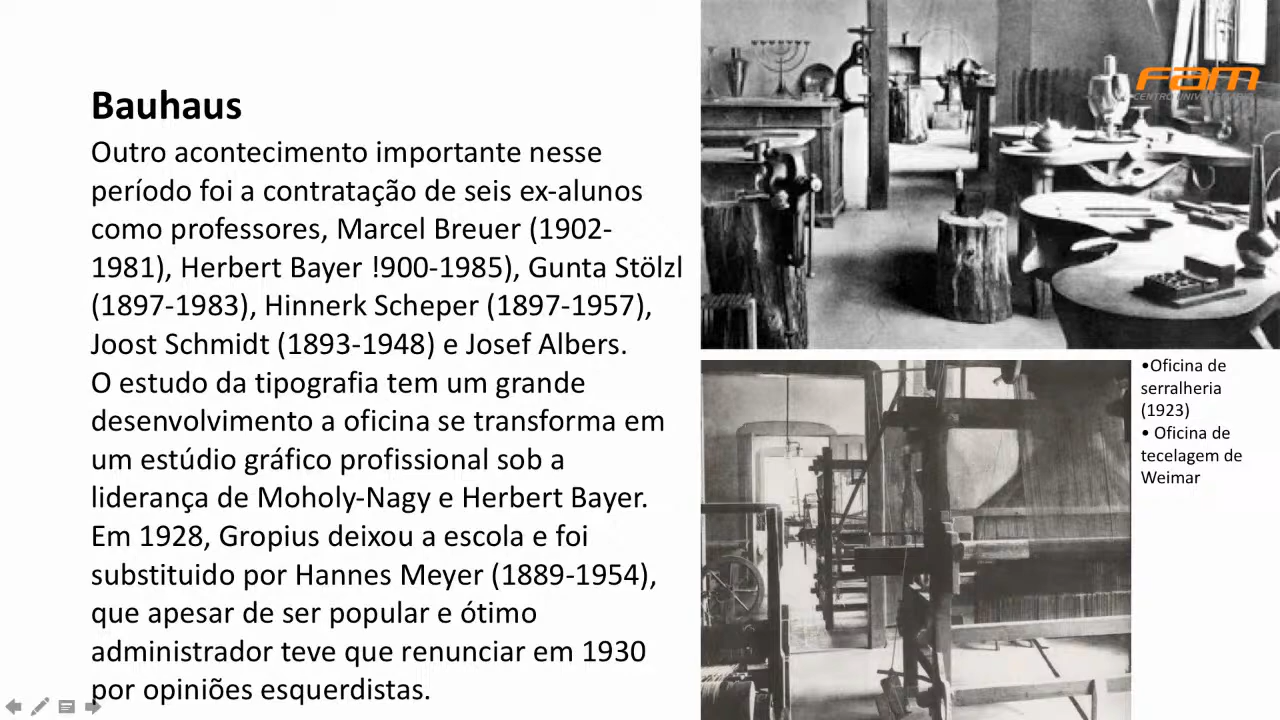 Bauhaus
Outro acontecimento importante nesse
período foi a contratação de seis ex-alunos
como professores, Marcel Breuer (1902-
1981), Herbert Bayer !900-1985), Gunta Stölzl
(1897-1983), Hinnerk Scheper (1897-1957),
Joost Schmidt (1893-1948) e Josef Albers.
O estudo da tipografia tem um grande
desenvolvimento a oficina se transforma em
um estúdio gráfico profissional sob a
liderança de Moholy-Nagy e Herbert Bayer.
Em 1928, Gropius deixou a escola e foi
substituido por Hannes Meyer (1889-1954),
que apesar de ser popular e ótimo
administrador teve que renunciar em 1930
por opiniões esquerdistas.
fam
CENTRO UNIVERSITÁRIO
•Oficina de
serralheria
(1923)
• Oficina de
tecelagem de
Weimar